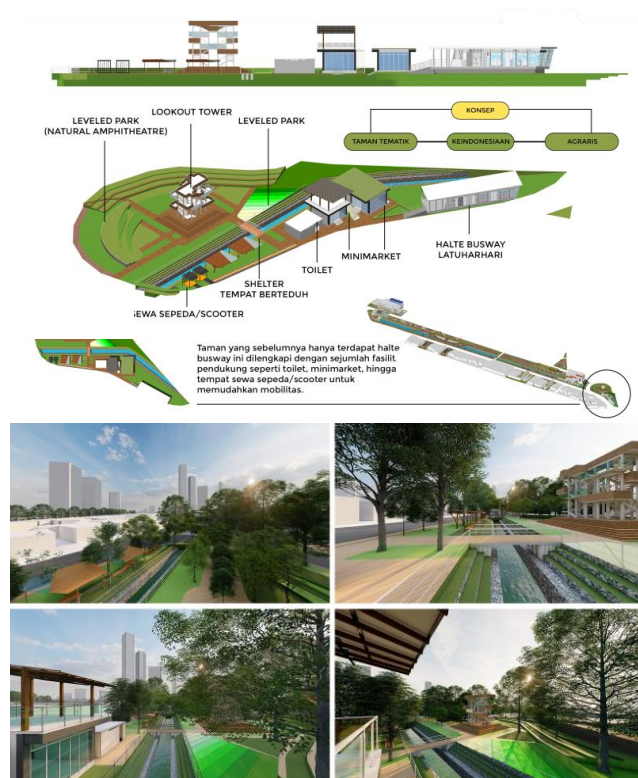 KONSEP
LOOKOUT TOWER
LEVELED PARK
(NATURAL AMPHITHEATRE)
LEVELED PARK
TAMAN TEMATIK
KEINDONESIAAN
AGRARIS
HALTE BUSWAY
LATUHARHARI
MINIMARKET
TOILET
SHELTER
TEMPAT BERTEDUH
SEWA SEPEDA/SCOOTER
Taman yang sebelumnya hanya terdapat halte
busway ini dilengkapi dengan sejumlah fasilit
pendukung seperti toilet, minimarket, hingga
tempat sewa sepeda/scooter untuk
memudahkan mobilitas.